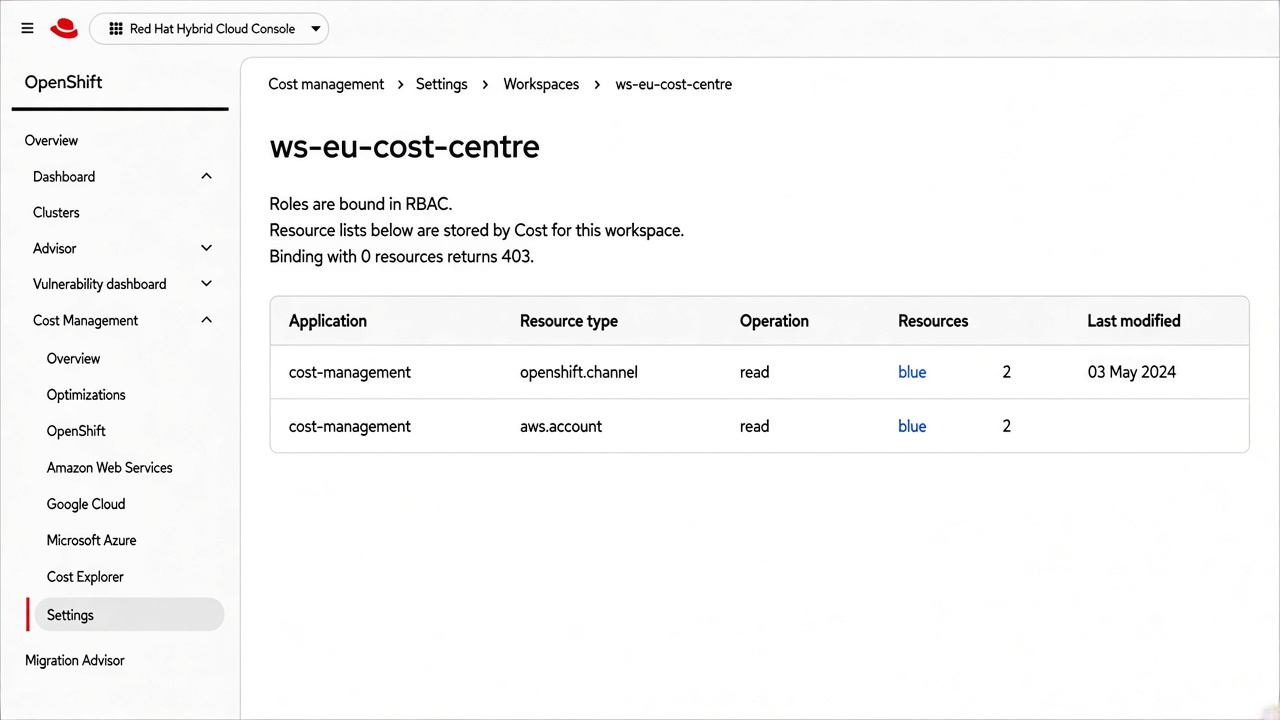 Red Hat Hybrid Cloud Console
OpenShift
Overview
Dashboard
Clusters
Advisor
Vulnerability dashboard
Cost Management
Overview
Optimizations
OpenShift
Amazon Web Services
Google Cloud
Microsoft Azure
Cost Explorer
Settings
Migration Advisor
Cost management > Settings > Workspaces > ws-eu-cost-centre
ws-eu-cost-centre
Roles are bound in RBAC.
Resource lists below are stored by Cost for this workspace.
Binding with 0 resources returns 403.
Application Resource type Operation Resources Last modified
cost-management openshift.channel read blue 2 03 May 2024
cost-management aws.account read blue 2